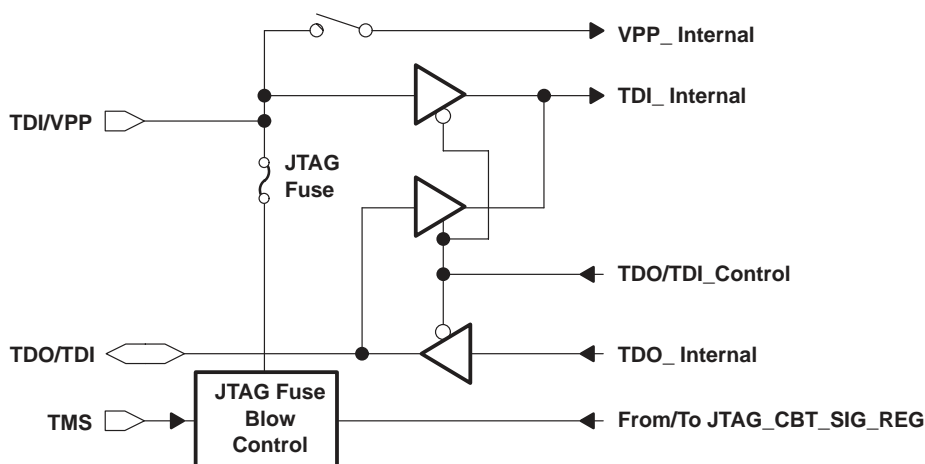 VPP_ Internal
TDI_ Internal
TDI/VPP
JTAG
Fuse
TDO/TDI_Control
TDO/TDI
TDO_ Internal
JTAG Fuse
Blow
Control
TMS
From/To JTAG_CBT_SIG_REG